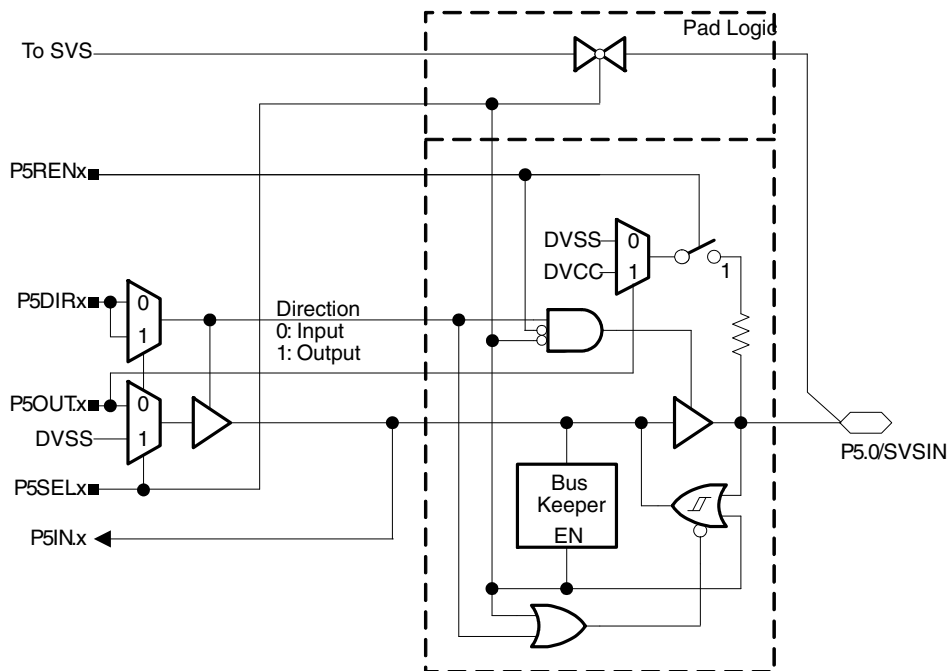 Pad Logic
To SVS
P5RENx
DVSS
0
DVCC
1
1
P5DIRx
0
1
Direction
0: Input
1: Output
P5OUT.x
0
DVSS
1
P5.0/SVSIN
P5SELx
Bus
Keeper
EN
P5IN.x